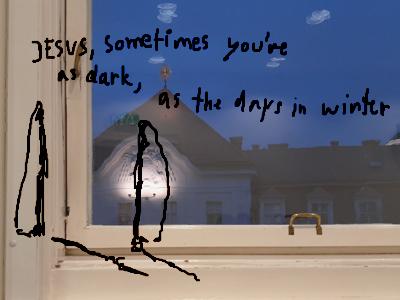 JESUS, sometimes you're
as dark,
as the days in winter